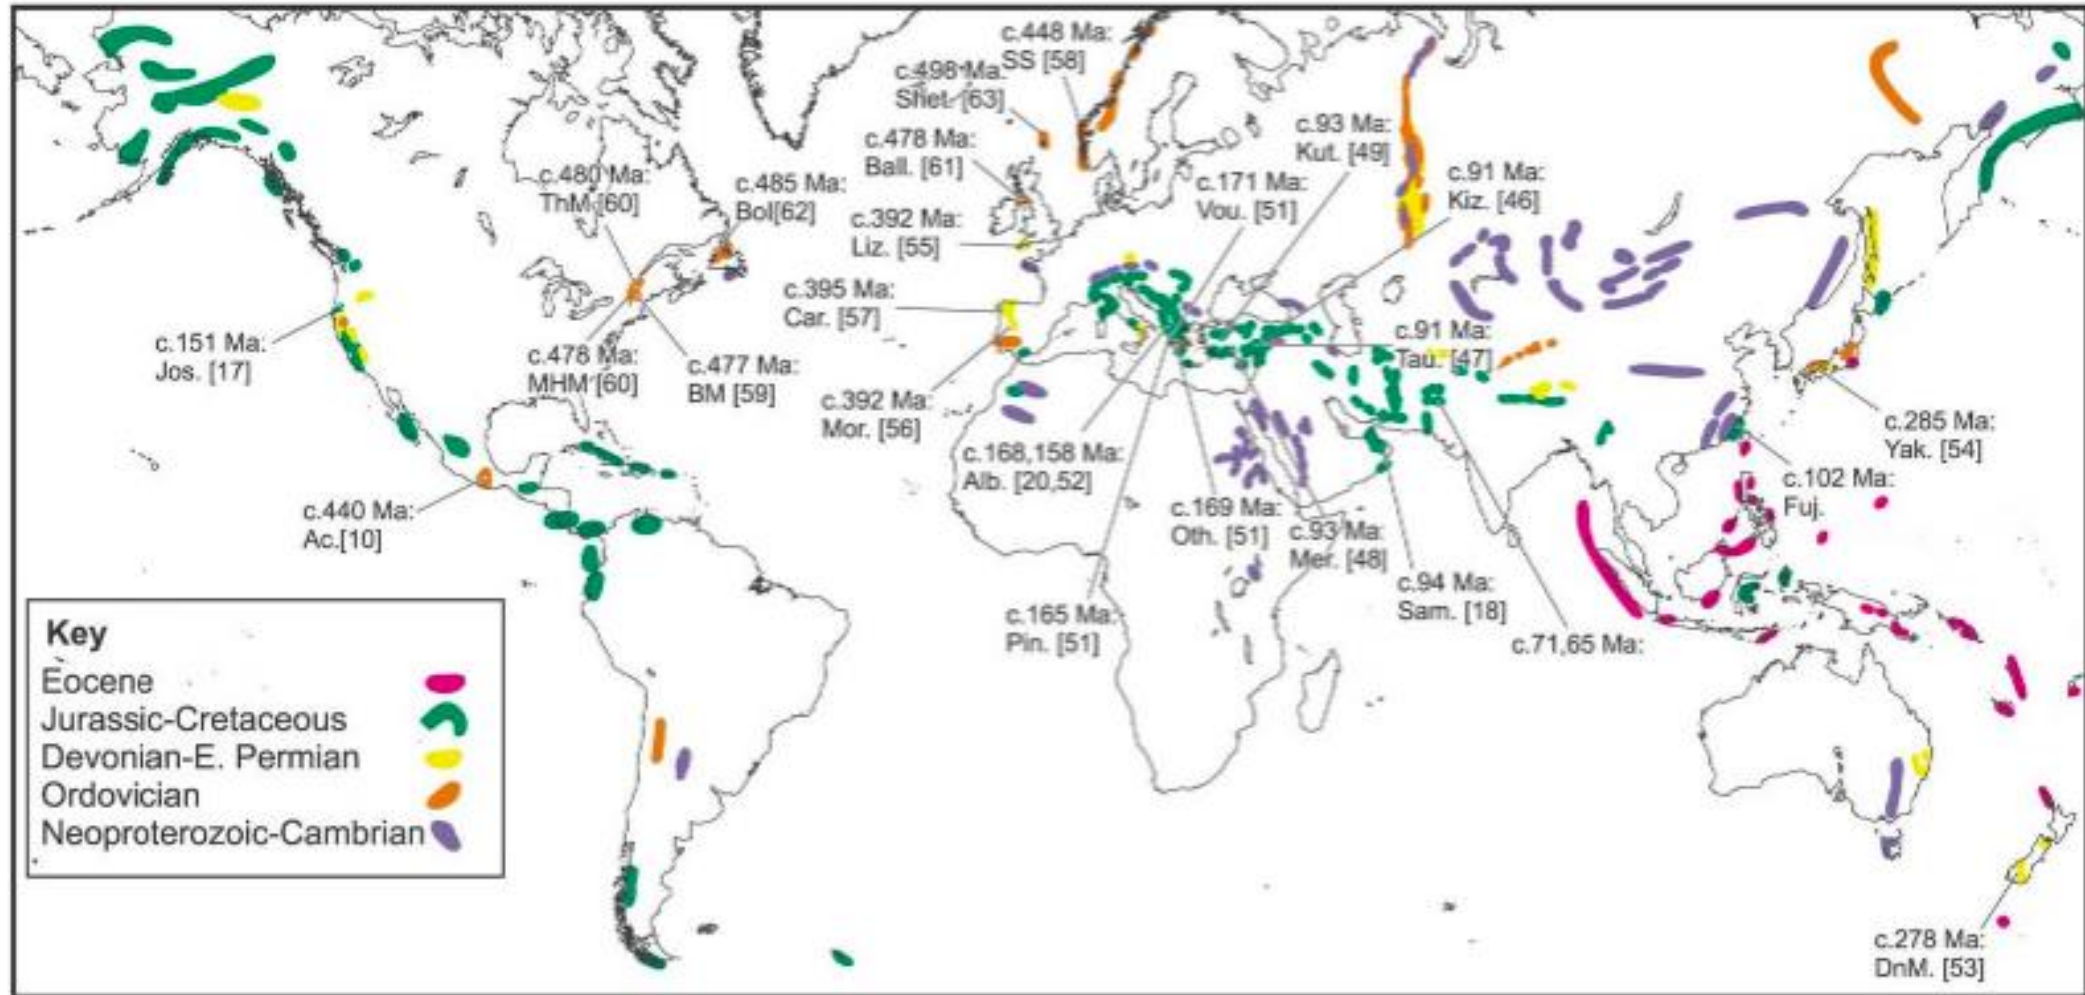 c.448 Ma:
SS [58]
c.498 Ma:
Shet. [63]
c.478 Ma:
Ball. [61]
c.93 Ma:
Kut. [49]
c.480 Ma:
ThM [60]
c.485 Ma:
Bol[62]
c.171 Ma:
Vou. [51]
c.91 Ma:
Kiz. [46]
c.392 Ma:
Liz. [55]
c.395 Ma:
Car. [57]
c.151 Ma:
Jos. [17]
c.478 Ma:
MHM [60]
c.477 Ma:
BM [59]
c.91 Ma:
Tau. [47]
c.392 Ma:
Mor. [56]
c.285 Ma:
Yak. [54]
c.168,158 Ma:
Alb. [20,52]
c.102 Ma:
Fuj.
c.440 Ma:
Ac.[10]
c.169 Ma:
Oth. [51]
c.93 Ma:
Mer. [48]
c.94 Ma:
Sam. [18]
c.165 Ma:
Pin. [51]
c.71,65 Ma:
Key
Eocene
Jurassic-Cretaceous
Devonian-E. Permian
Ordovician
Neoproterozoic-Cambrian
c.278 Ma:
DnM. [53]